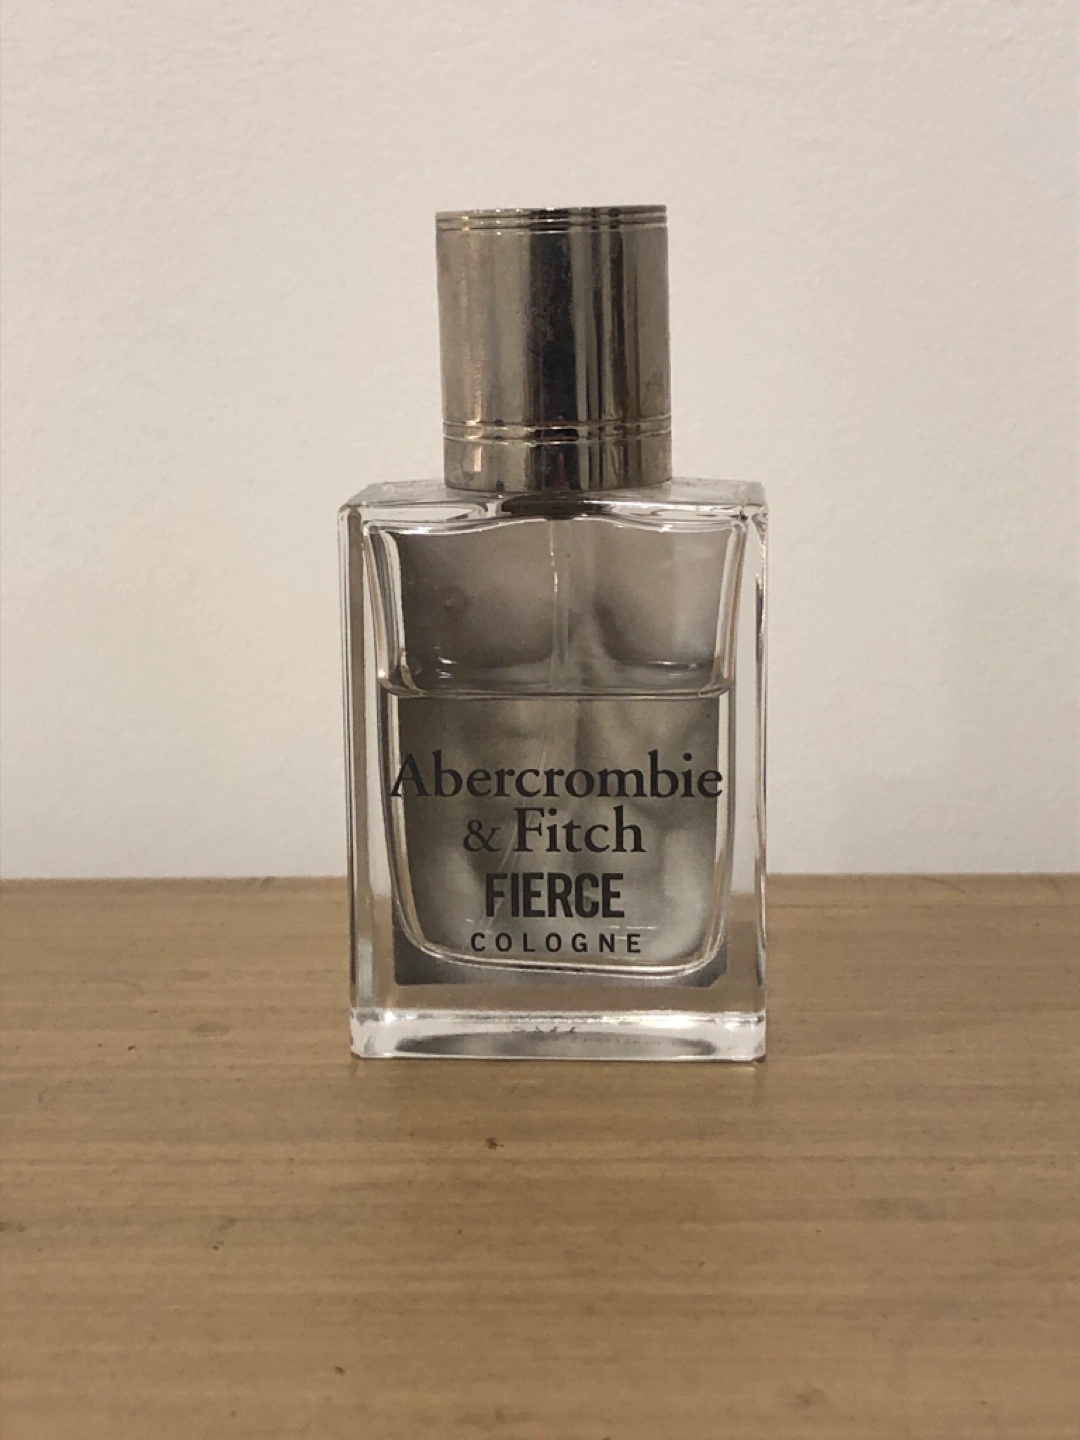 Abercrombie
& Fitch
FIERCE
COLOGNE